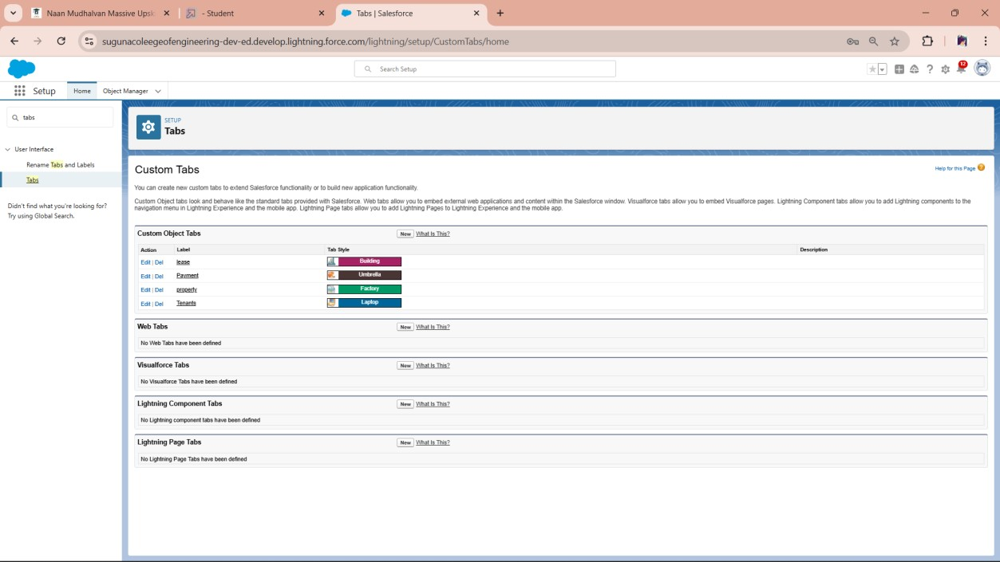 Naan Mudhalvan Massive Upsk
- Student
Tabs | Salesforce
sugunacoleegeofengineering-dev-ed.develop.lightning.force.com/lightning/setup/CustomTabs/home
Search Setup
12
Setup
Home
Object Manager
tabs
User Interface
Rename Tabs and Labels
Tabs
Didn't find what you're looking for?
Try using Global Search.
SETUP
Tabs
Custom Tabs
Help for this Page
You can create new custom tabs to extend Salesforce functionality or to build new application functionality.
Custom Object tabs look and behave like the standard tabs provided with Salesforce. Web tabs allow you to embed external web applications and content within the Salesforce window. Visualforce tabs allow you to embed Visualforce pages. Lightning Component tabs allow you to add Lightning components to the
navigation menu in Lightning Experience and the mobile app. Lightning Page tabs allow you to add Lightning Pages to Lightning Experience and the mobile app.
Custom Object Tabs New What Is This?
Action Label Tab Style Description
Edit | Del lease Building
Edit | Del Payment Umbrella
Edit | Del property Factory
Edit | Del Tenants Laptop
Web Tabs New What Is This?
No Web Tabs have been defined
Visualforce Tabs New What Is This?
No Visualforce Tabs have been defined
Lightning Component Tabs New What Is This?
No Lightning component tabs have been defined
Lightning Page Tabs New What Is This?
No Lightning Page Tabs have been defined